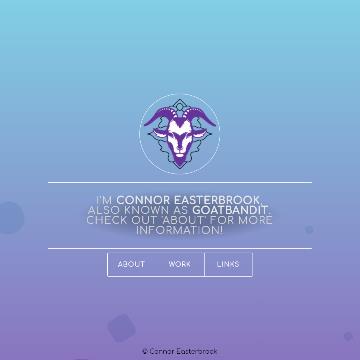 I'M CONNOR EASTERBROOK,
ALSO KNOWN AS GOATBANDIT.
CHECK OUT 'ABOUT' FOR MORE
INFORMATION!
ABOUT WORK LINKS
© Connor Easterbrook